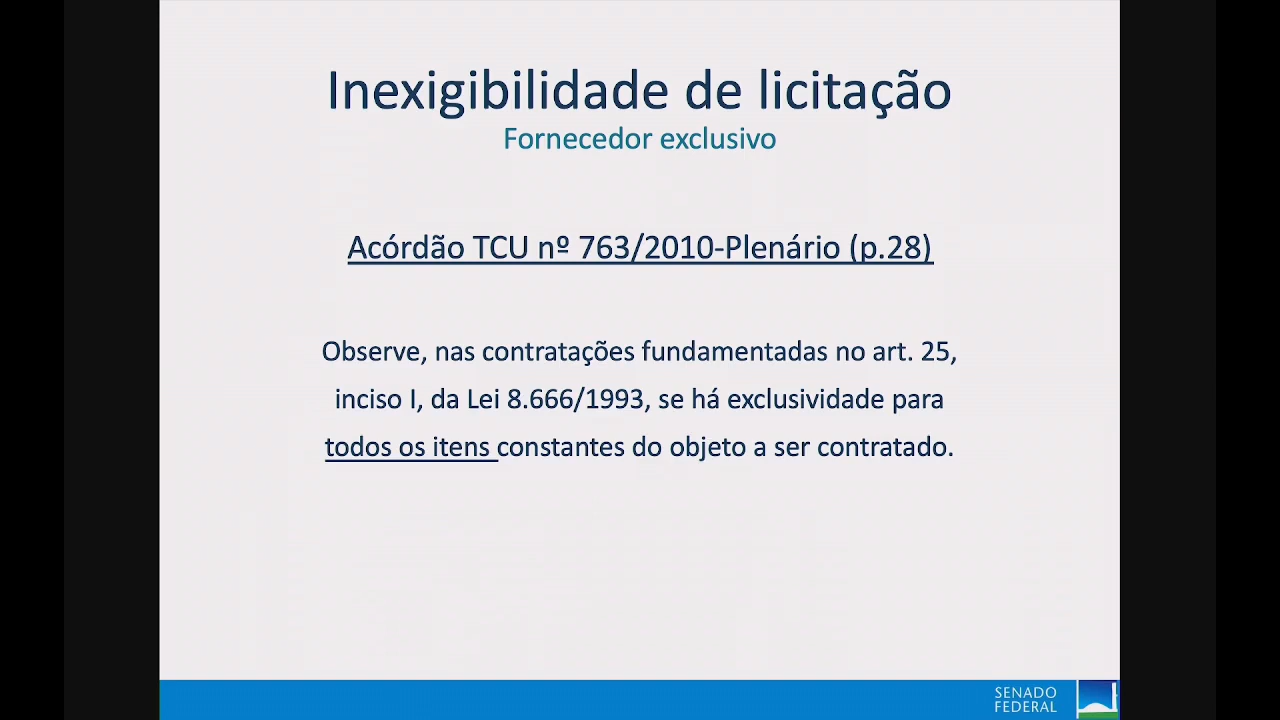 Inexigibilidade de licitação
Fornecedor exclusivo
Acórdão TCU nº 763/2010-Plenário (p.28)
Observe, nas contratações fundamentadas no art. 25,
inciso I, da Lei 8.666/1993, se há exclusividade para
todos os itens constantes do objeto a ser contratado.
SENADO
FEDERAL